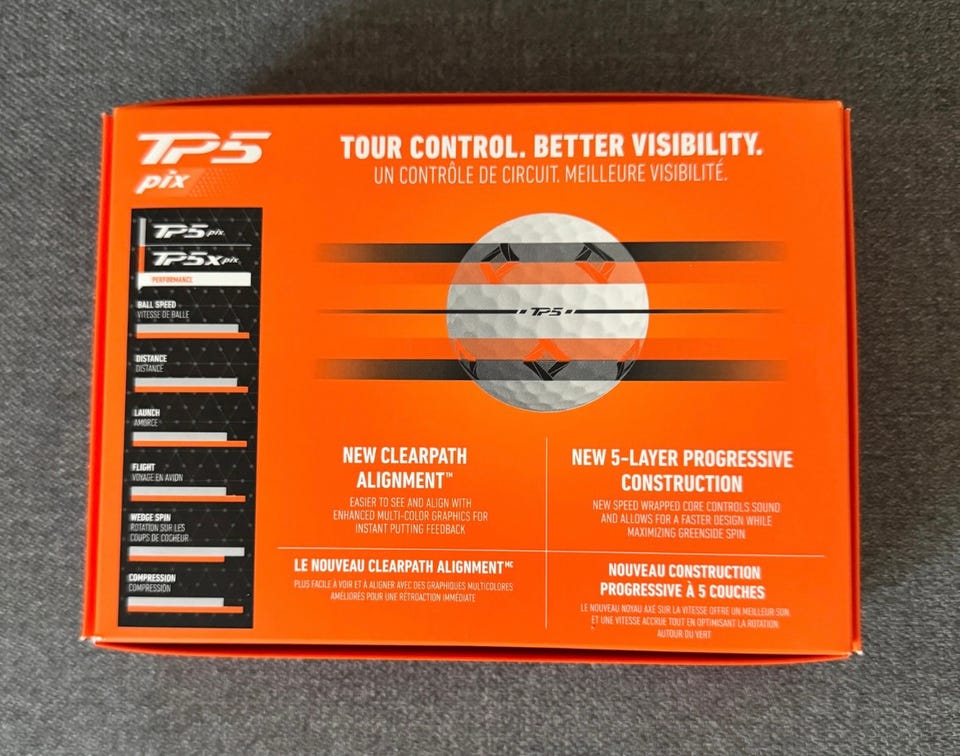 TP5
pix
TOUR CONTROL. BETTER VISIBILITY.
UN CONTRÔLE DE CIRCUIT. MEILLEURE VISIBILITÉ.
TP5 pix
TP5x pix
PERFORMANCE
BALL SPEED
VITESSE DE BALLE
DISTANCE
DISTANCE
LAUNCH
AMORCE
FLIGHT
VOYAGE EN AVION
WEDGE SPIN
ROTATION SUR LES
COUPS DE COCHEUR
COMPRESSION
COMPRESSION
TP5
NEW CLEARPATH
ALIGNMENT™
EASIER TO SEE AND ALIGN WITH
ENHANCED MULTI-COLOR GRAPHICS FOR
INSTANT PUTTING FEEDBACK
NEW 5-LAYER PROGRESSIVE
CONSTRUCTION
NEW SPEED WRAPPED CORE CONTROLS SOUND
AND ALLOWS FOR A FASTER DESIGN WHILE
MAXIMIZING GREENSIDE SPIN
LE NOUVEAU CLEARPATH ALIGNMENT MC
PLUS FACILE À VOIR ET À ALIGNER AVEC DES GRAPHIQUES MULTICOLORES
AMÉLIORÉS POUR UNE RÉTROACTION IMMÉDIATE
NOUVEAU CONSTRUCTION
PROGRESSIVE À 5 COUCHES
LE NOUVEAU NOYAU AXÉ SUR LA VITESSE OFFRE UN MEILLEUR SON
ET UNE VITESSE ACCRUE TOUT EN OPTIMISANT LA ROTATION
AUTOUR DU VERT